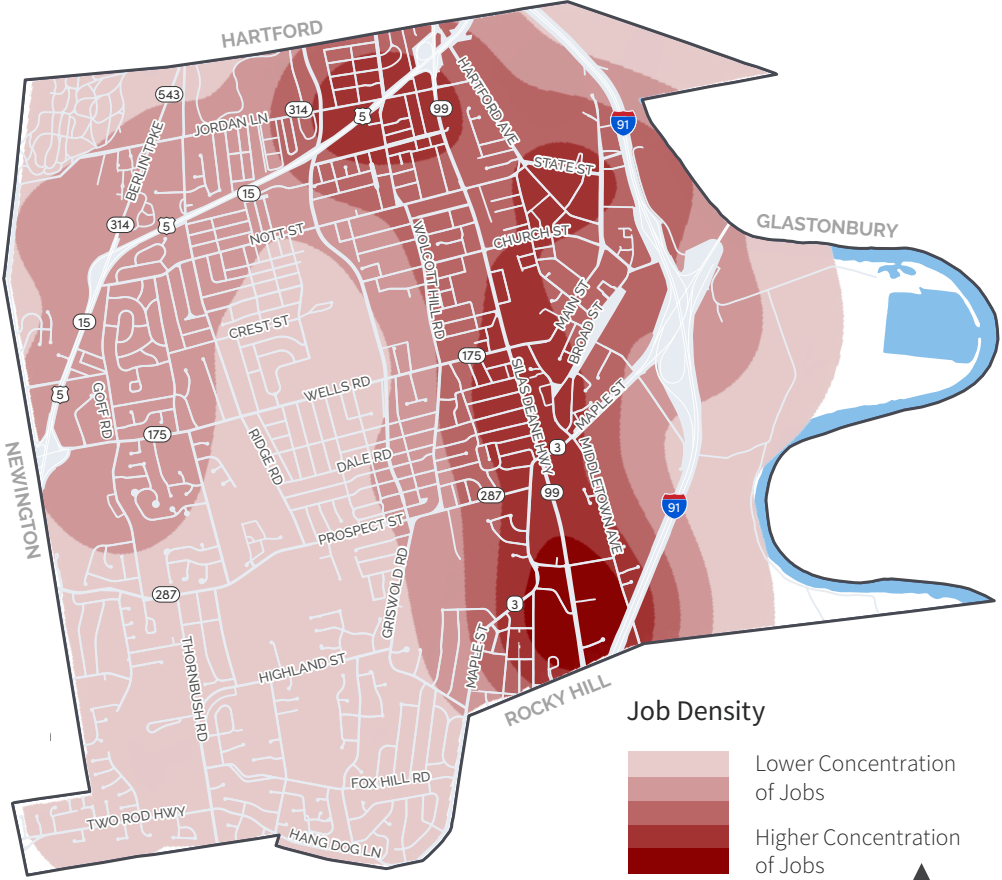 HARTFORD
543
314
5
99
HARTFORD AVE
91
JORDAN LN
BERLIN TPKE
STATE ST
15
314
5
NOTT ST
WOLCOTT HILL RD
CHURCH ST
GLASTONBURY
MAIN ST
BROAD ST
15
CREST ST
175
SILAS DEANE HWY
5
GOFF RD
WELLS RD
MAPLE ST
175
RIDGE RD
DALE RD
3
MIDDLETOWN AVE
NEWINGTON
287
99
91
PROSPECT ST
GRISWOLD RD
287
3
THORNBUSH RD
HIGHLAND ST
MAPLE ST
ROCKY HILL
FOX HILL RD
TWO ROD HWY
HANG DOG LN
Job Density
Lower Concentration
of Jobs
Higher Concentration
of Jobs